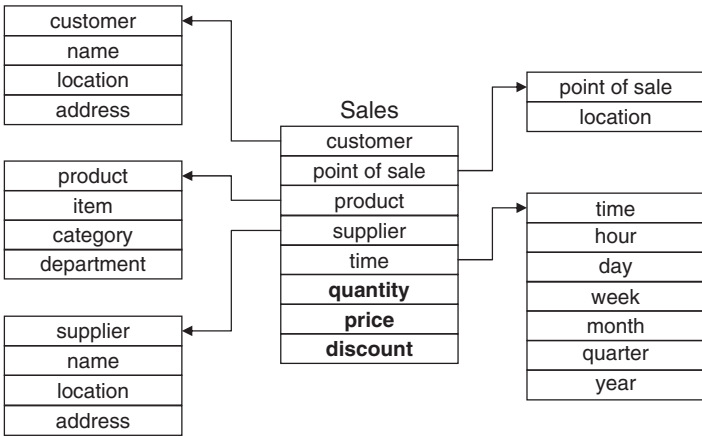 customer
name
location
address
product
item
category
department
supplier
name
location
address
Sales
customer
point of sale
product
supplier
time
quantity
price
discount
point of sale
location
time
hour
day
week
month
quarter
year